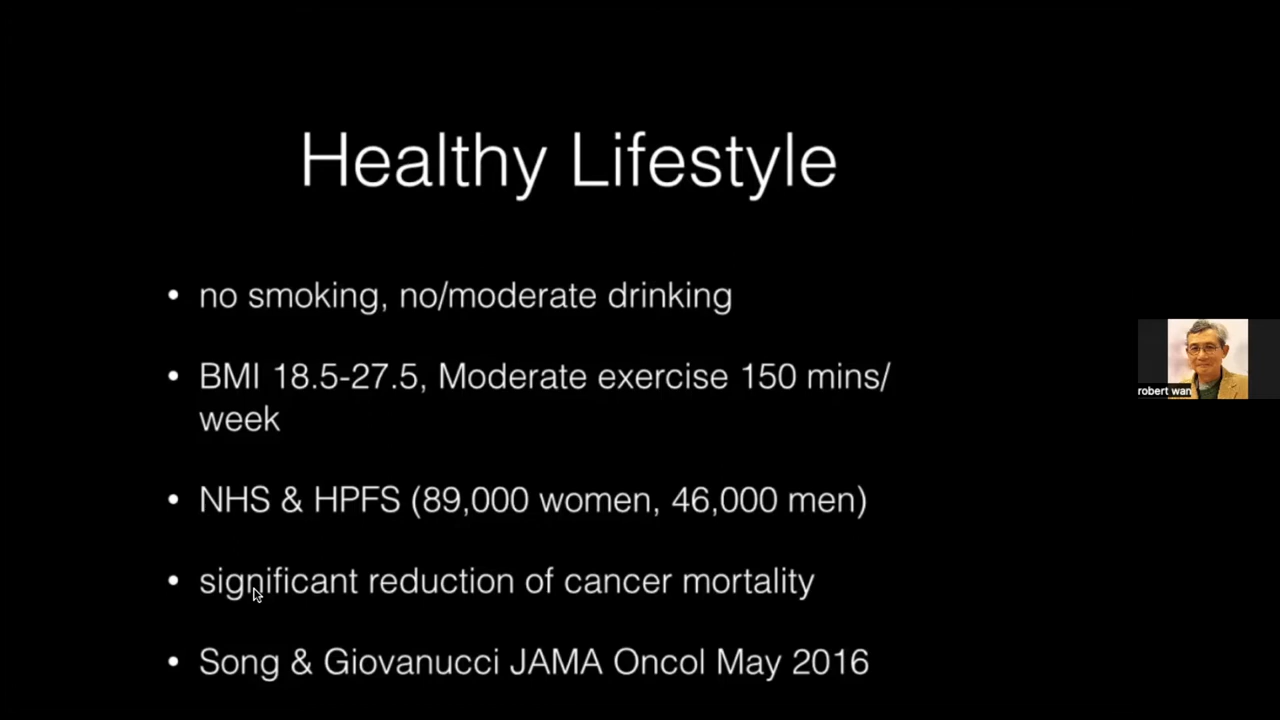 Healthy Lifestyle
• no smoking, no/moderate drinking
• BMI 18.5-27.5, Moderate exercise 150 mins/
week
• NHS & HPFS (89,000 women, 46,000 men)
• significant reduction of cancer mortality
• Song & Giovanucci JAMA Oncol May 2016
robert wan